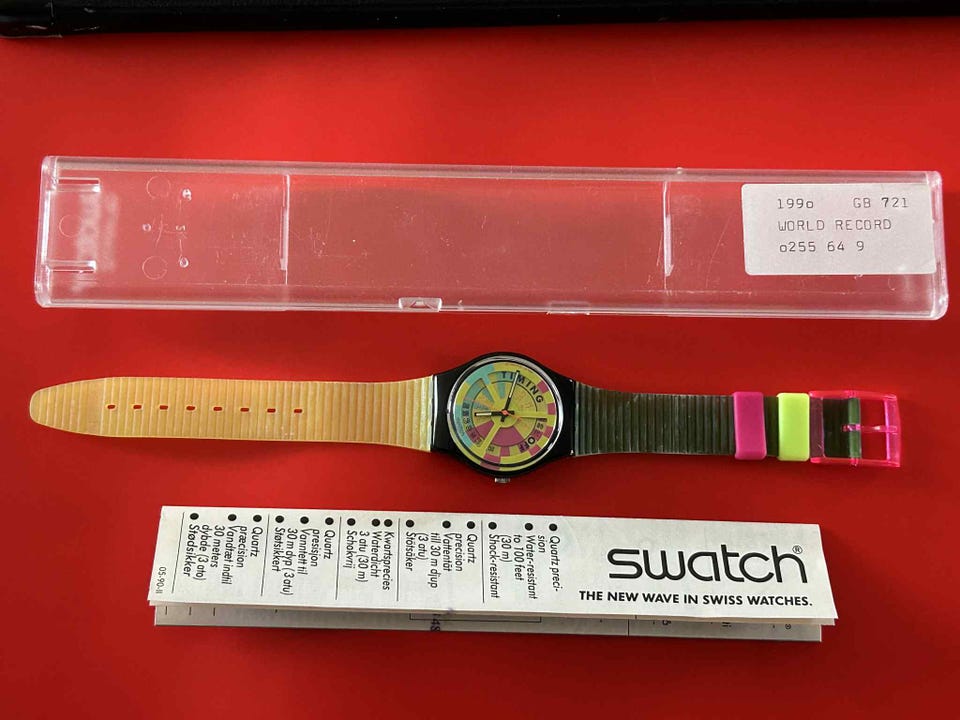 1990 GB 721
WORLD RECORD
0255 64 9
TIMING
OFF
swatch®
THE NEW WAVE IN SWISS WATCHES.
● Quartz preci-
sion
● Water-resistant
to 100 feet
(30 m)
● Shock-resistant
● Quartz
precision
● Vattentät
till 30 m djup
(3 atu)
● Stötsäker
● Kwartsprecies
● Waterdicht
3 atu (30 m)
● Schokvrij
● Quartz
presisjon
● Vanntett til
30 m dyp (3 atu)
● Støtsikkert
● Quartz
præcision
● Vandtæt indtil
30 meters
dybde (3 ato)
● Stødsikker
05-90-II